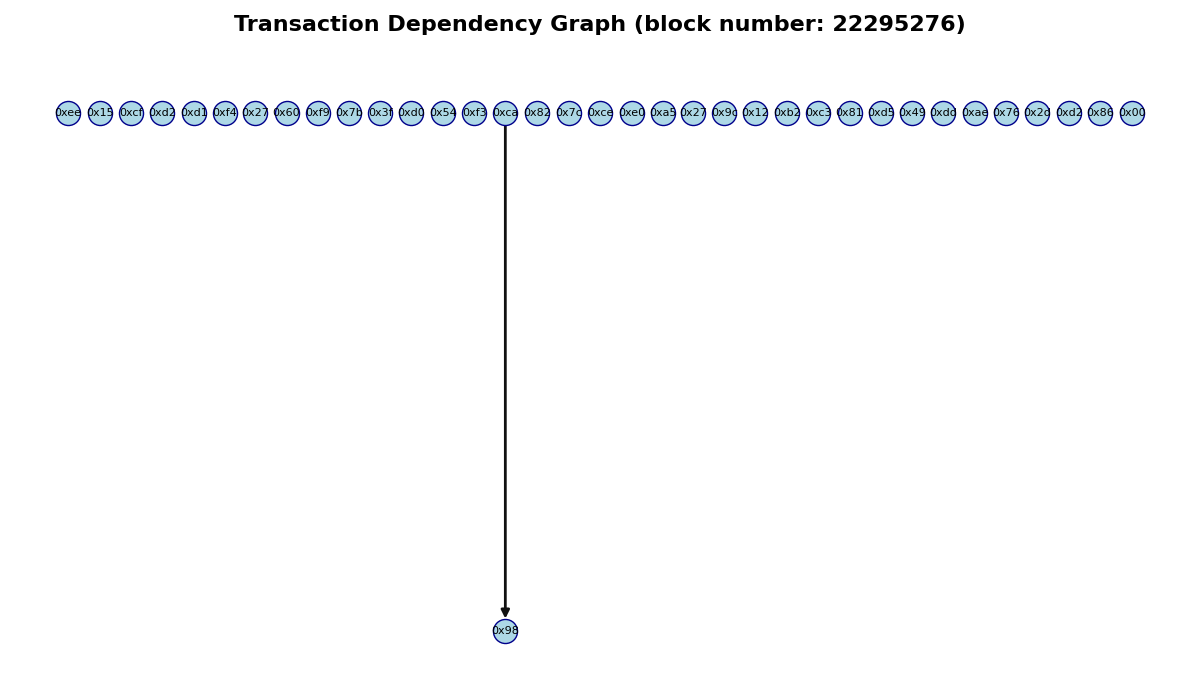 Transaction Dependency Graph (block number: 22295276)
0xee 0x15 0xcf 0xd2 0xd1 0xf4 0x27 0x60 0xf9 0x7b 0x3f 0xd0 0x54 0xf3 0xca 0x82 0x7c 0xce 0xe0 0xa5 0x27 0x9c 0x12 0xb2 0xc3 0x81 0xd5 0x49 0xdd 0xae 0x76 0x2d 0xd2 0x86 0x00
0x98